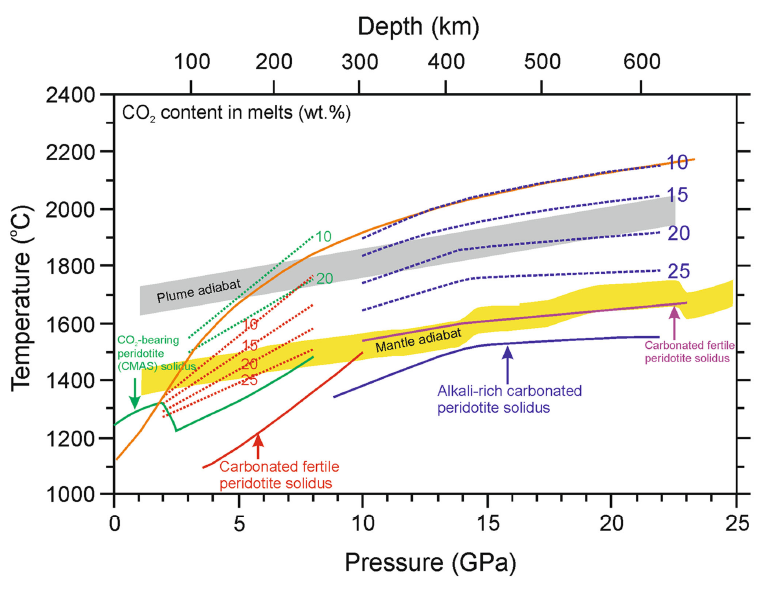 Depth (km)
100 200 300 400 500 600
2400
CO₂ content in melts (wt.%)
2200
10
15
2000
10
20
Plume adiabat
20
1800
25
10
CO₂-bearing
peridotite
(CMAS) solidus
1600
15
Mantle adiabat
Carbonated fertile
peridotite solidus
20
25
1400
Alkali-rich carbonated
peridotite solidus
1200
Carbonated fertile
peridotite solidus
1000
0 5 10 15 20 25
Temperature (°C)
Pressure (GPa)